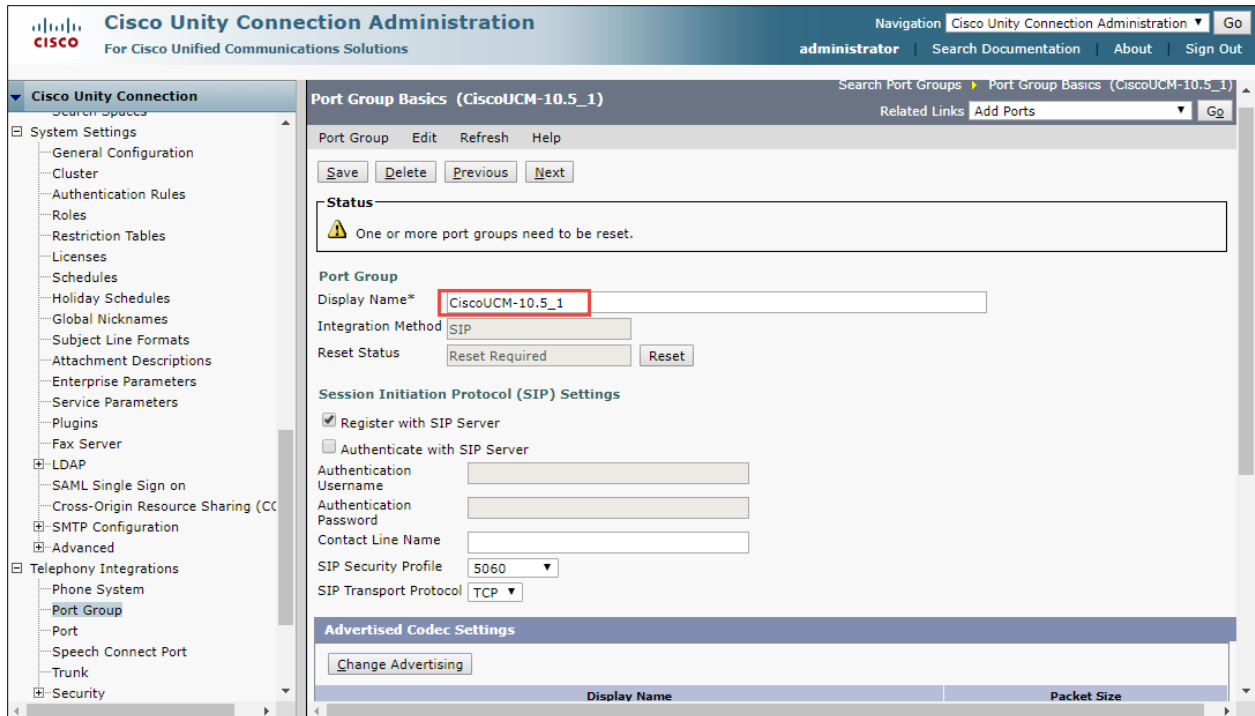 Cisco Unity Connection Administration
CISCO For Cisco Unified Communications Solutions
Navigation Cisco Unity Connection Administration Go
administrator Search Documentation About Sign Out
Cisco Unity Connection
Search Spaces
System Settings
General Configuration
Cluster
Authentication Rules
Roles
Restriction Tables
Licenses
Schedules
Holiday Schedules
Global Nicknames
Subject Line Formats
Attachment Descriptions
Enterprise Parameters
Service Parameters
Plugins
Fax Server
LDAP
SAML Single Sign on
Cross-Origin Resource Sharing (CO
SMTP Configuration
Advanced
Telephony Integrations
Phone System
Port Group
Port
Speech Connect Port
Trunk
Security
Search Port Groups Port Group Basics (CiscoUCM-10.5_1)
Port Group Basics (CiscoUCM-10.5_1)
Related Links Add Ports Go
Port Group Edit Refresh Help
Save Delete Previous Next
Status
One or more port groups need to be reset.
Port Group
Display Name* CiscoUCM-10.5_1
Integration Method SIP
Reset Status Reset Required Reset
Session Initiation Protocol (SIP) Settings
Register with SIP Server
Authenticate with SIP Server
Authentication
Username
Authentication
Password
Contact Line Name
SIP Security Profile 5060
SIP Transport Protocol TCP
Advertised Codec Settings
Change Advertising
Display Name Packet Size